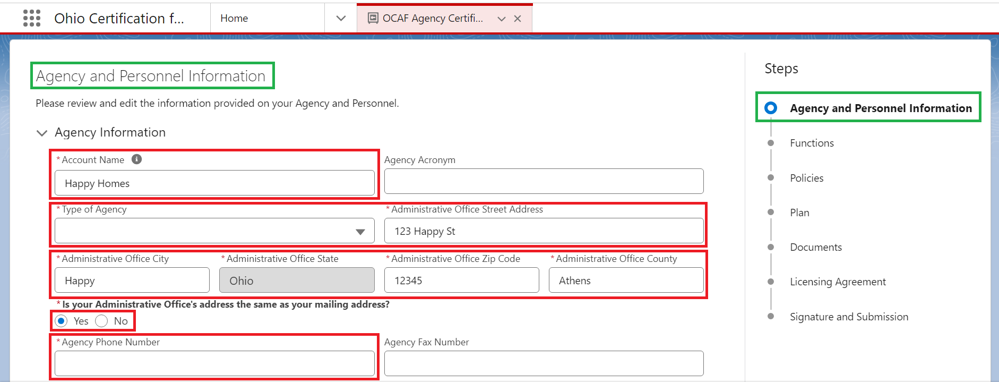 Ohio Certification f...
Home
OCAF Agency Certifi...
Agency and Personnel Information
Please review and edit the information provided on your Agency and Personnel.
Agency Information
*Account Name
Agency Acronym
Happy Homes
*Type of Agency
*Administrative Office Street Address
123 Happy St
*Administrative Office City
*Administrative Office State
*Administrative Office Zip Code
*Administrative Office County
Happy
Ohio
12345
Athens
*Is your Administrative Office's address the same as your mailing address?
Yes
No
*Agency Phone Number
Agency Fax Number
Steps
Agency and Personnel Information
Functions
Policies
Plan
Documents
Licensing Agreement
Signature and Submission